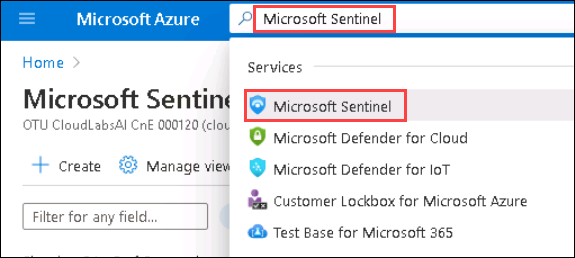 Microsoft Azure
Microsoft Sentinel
Home
Services
Microsoft Sentine
Microsoft Sentinel
OTU CloudLabsAI CnE 000120 (clou
Microsoft Defender for Cloud
Create
Manage view
Microsoft Defender for IoT
Customer Lockbox for Microsoft Azure
Filter for any field...
Test Base for Microsoft 365